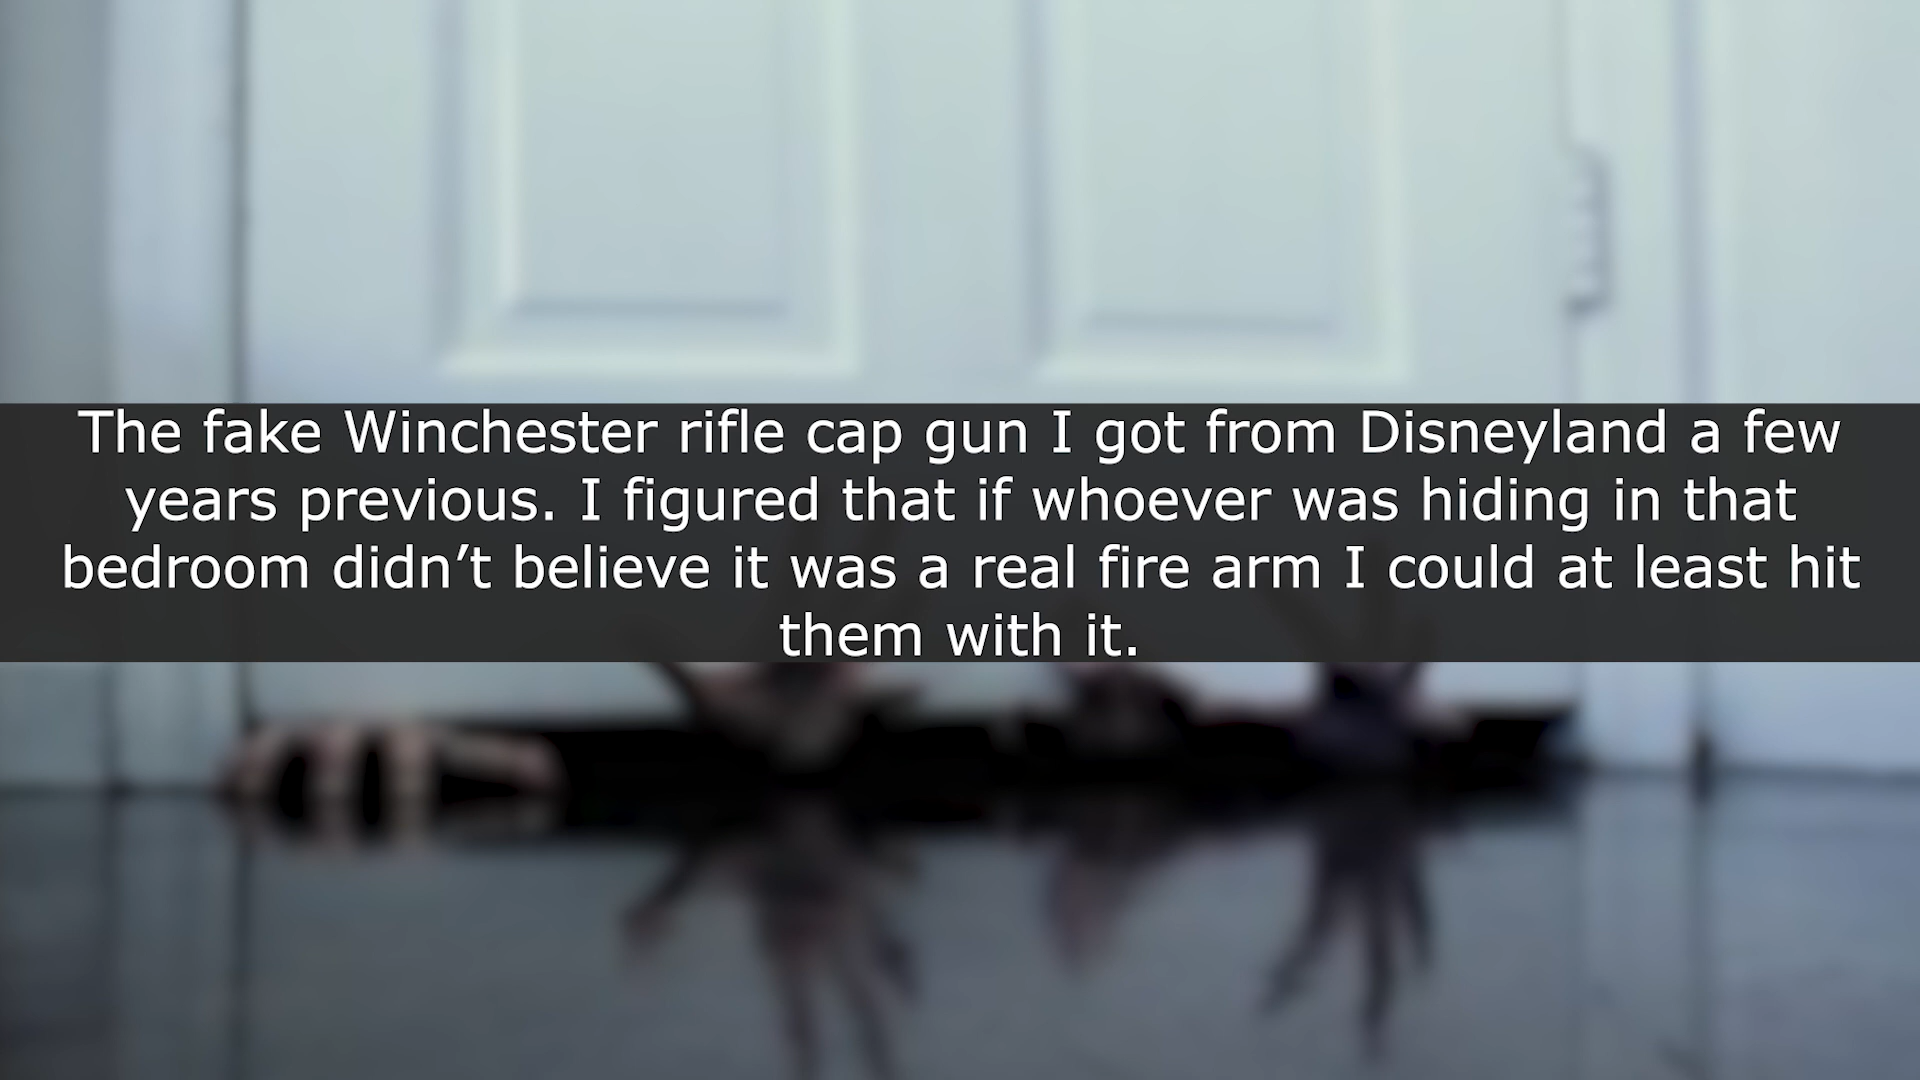 The fake Winchester rifle cap gun I got from Disneyland a few
years previous. I figured that if whoever was hiding in that
bedroom didn’t believe it was a real fire arm I could at least hit
them with it.